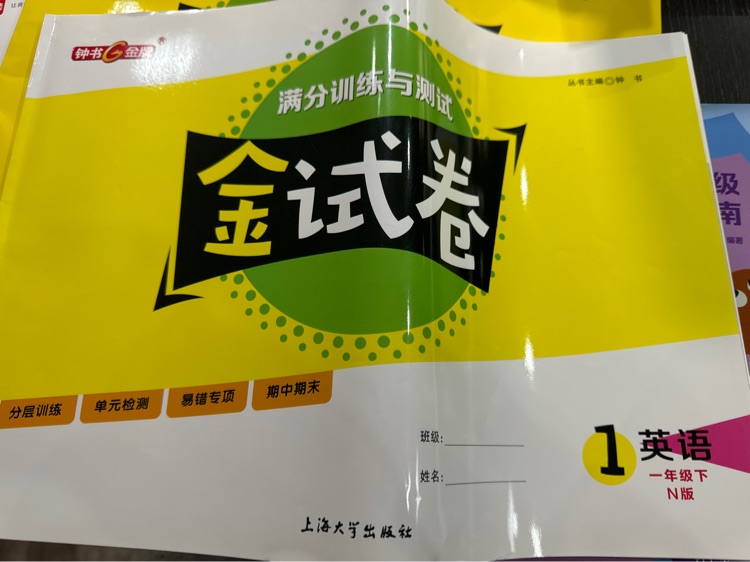 钟书G金牌®
满分训练与测试
丛书主编◎钟 书
金试卷
分层训练
单元检测
易错专项
期中期末
班级:
姓名:
1英语
一年级下
N版
上海大学出版社
级
南
编著